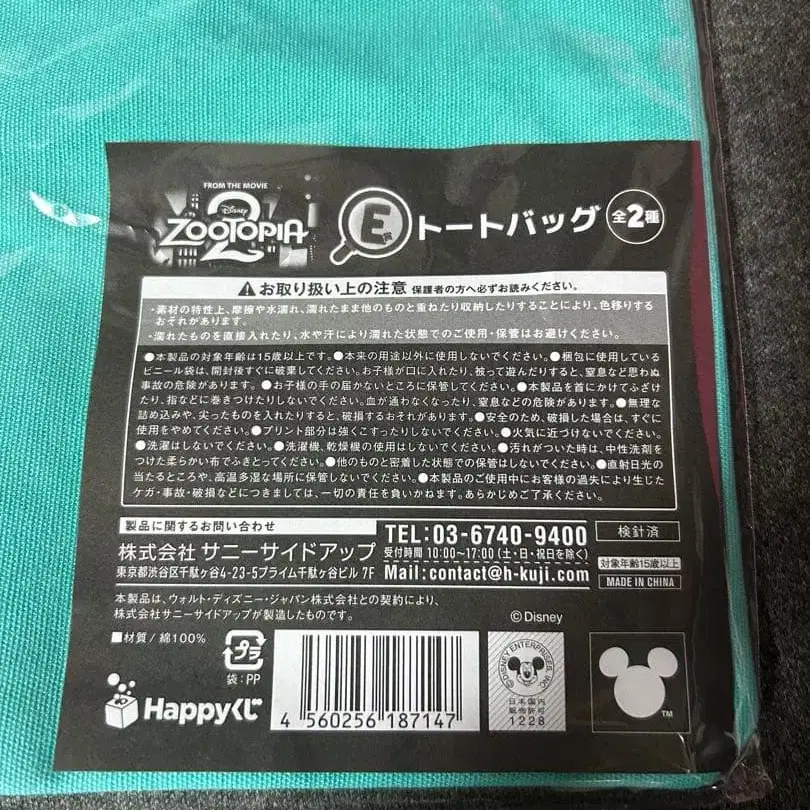 FROM THE MOVIE
Disney
ZOOTOPIA
2
E賞 トートバッグ 全2種
⚠お取り扱い上の注意 保護者の方へ必ずお読みください。
・素材の特性上、摩擦や水濡れ、濡れたまま他のものと重ねたり収納したりすることにより、色移りする
おそれがあります。
・濡れたものを直接入れたり、水や汗により濡れた状態でのご使用・保管はお避けください。
●本製品の対象年齢は15歳以上です。●本来の用途以外に使用しないでください。●梱包に使用している
ビニール袋は、開封後すぐに破棄してください。お子様が口に入れたり、被って遊んだりすると、窒息など思わぬ
事故の危険があります。●お子様の手の届かないところに保管してください。●本製品を首にかけてふざけ
たり、指などに巻きつけたりしないでください。血が通わなくなったり、窒息などの危険があります。●無理な
詰め込みや、尖ったものを入れたりすると、破損するおそれがあります。●安全のため、破損した場合は、すぐに
使用をやめてください。●プリント部分は強くこすったりしないでください。●火気に近づけないでください。
●洗濯はしないでください。●洗濯機、乾燥機の使用はしないでください。●汚れがついた時は、中性洗剤を
つけた柔らかい布でふきとってください。●他のものと密着した状態での保管はしないでください。●直射日光の
当たるところや、高温多湿な場所に保管しないでください。●本製品のご使用中にお客様の過失により生じた
ケガ・事故・破損などにつきましては、一切の責任を負いかねます。あらかじめご了承ください。
製品に関するお問い合わせ
株式会社 サニーサイドアップ
東京都渋谷区千駄ヶ谷4-23-5プライム千駄ヶ谷ビル 7F
TEL:03-6740-9400
受付時間 10:00〜17:00(土・日・祝日を除く)
Mail:contact@h-kuji.com
検針済
対象年齢15歳以上
MADE IN CHINA
本製品は、ウォルト・ディズニー・ジャパン株式会社との契約により、
株式会社サニーサイドアップが製造したものです。
©Disney
■材質/綿100%
プラ
袋:PP
Happyくじ
4 560256 187147
DISNEY ENTERPRISES, INC.
日本国内
販売許可
1228
TM